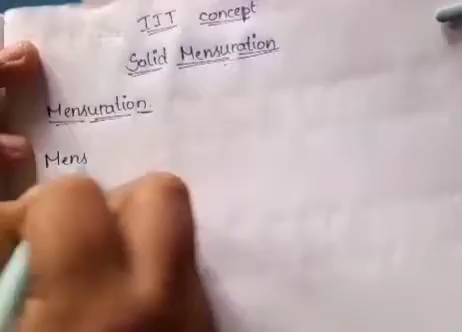 IIT concept
Solid Mensuration
Mensuration.
Mens